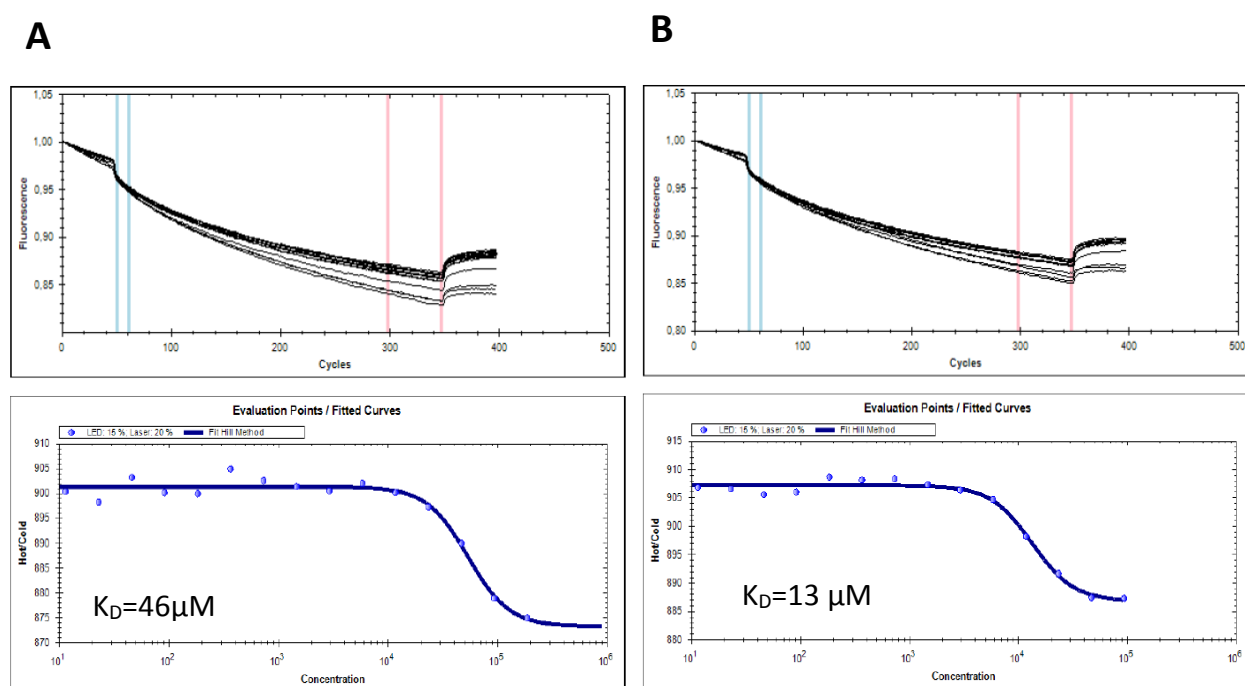 A
B
1,05
1,00
0,95
0,90
0,85
Fluorescence
0 100 200 300 400 500
Cycles
1,05
1,00
0,95
0,90
0,85
0,80
Fluorescence
0 100 200 300 400 500
Cycles
Evaluation Points / Fitted Curves
LED: 15 %; Laser: 20 % Fit Hill Method
910
905
900
895
890
885
880
875
870
Hot/Cold
K_D=46μM
10¹ 10² 10³ 10⁴ 10⁵ 10⁶
Concentration
Evaluation Points / Fitted Curves
LED: 15 %; Laser: 20 % Fit Hill Method
915
910
905
900
895
890
885
880
Hot/Cold
K_D=13 μM
10¹ 10² 10³ 10⁴ 10⁵ 10⁶
Concentration